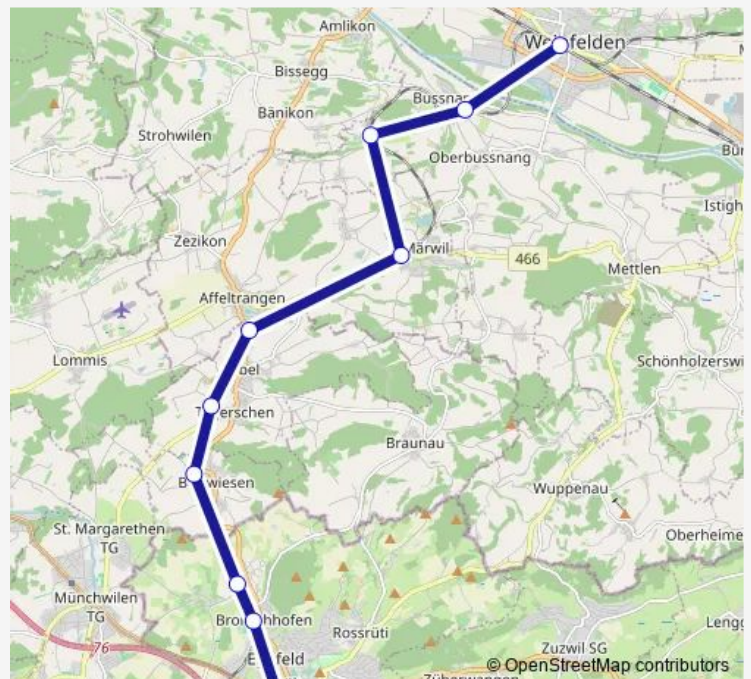 Amlikon
Bissegg
Bänikon
Strohwilen
Oberbussnang
Istigh
Zezikon
Märwil
466
Mettlen
Affeltrangen
Lommis
Schönholzerswi
Braunau
Wuppenau
St. Margarethen
TG
Oberheime
Münchwilen
TG
Rossrüti
76
Zuzwil SG
Lengg
© OpenStreetMap contributors